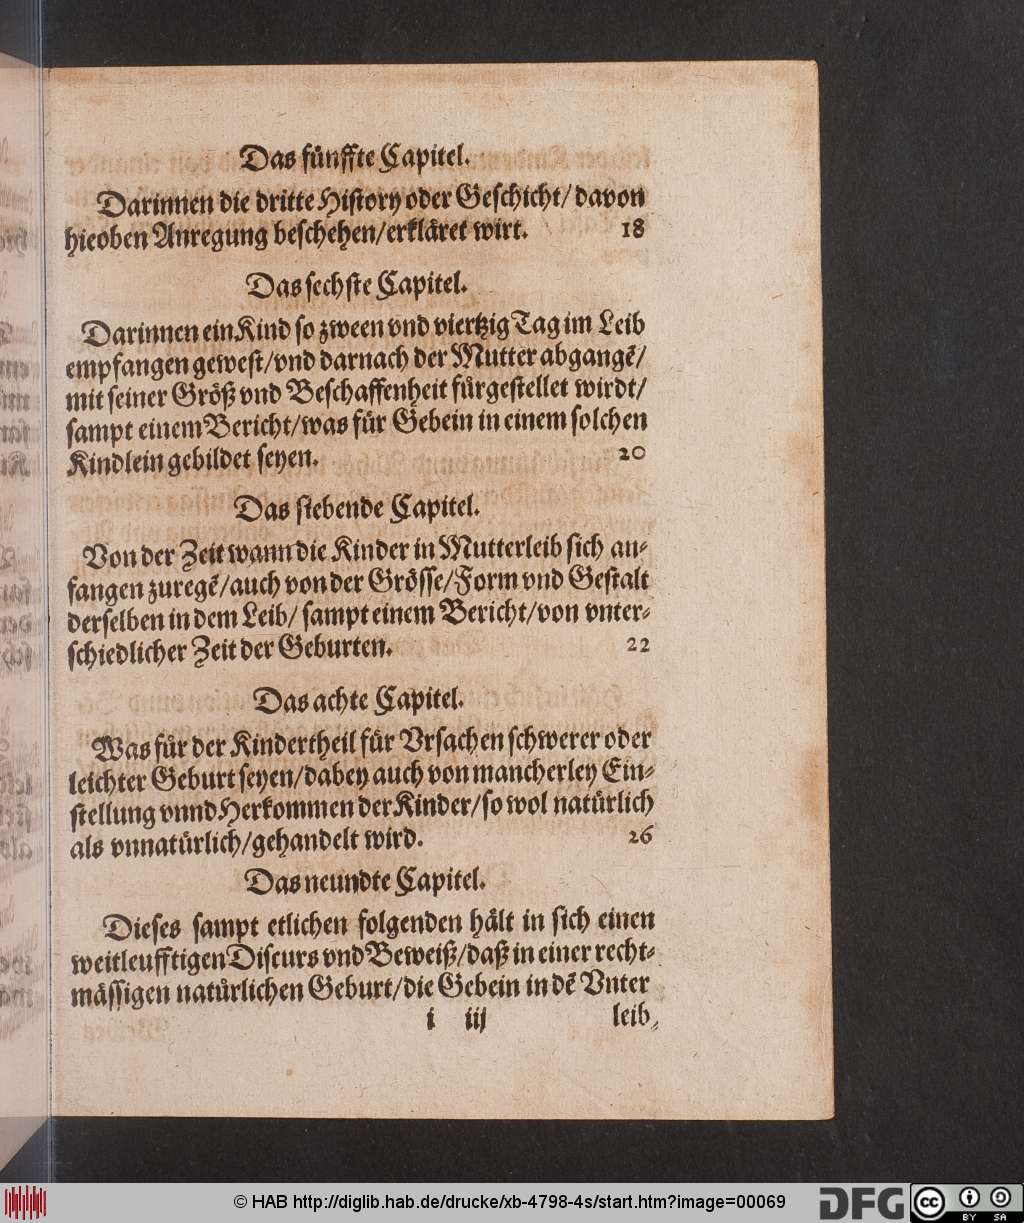 Das fünffte Capitel.
Darinnen die dritte History oder Geschicht/ davon
hieoben Anregung beschehen/erkläret wirt. 18
Das sechste Capitel.
Darinnen ein Kind so zween vnd viertzig Tag im Leib
empfangen gewest/vnd darnach der Mutter abgangẽ/
mit seiner Größ vnd Beschaffenheit fürgestellet wirdt/
sampt einem Bericht/was für Gebein in einem solchen
Kindlein gebildet seyen. 20
Das siebende Capitel.
Von der Zeit wann die Kinder in Mutterleib sich an-
fangen zuregẽ/auch von der Grösse/Form vnd Gestalt
derselben in dem Leib/ sampt einem Bericht/von vnter-
schiedlicher Zeit der Geburten. 22
Das achte Capitel.
Was für der Kindertheil für Vrsachen schwerer oder
leichter Geburt seyen/dabey auch von mancherley Ein-
stellung vnnd Herkommen der Kinder/so wol natürlich
als vnnatürlich/gehandelt wird. 26
Das neundte Capitel.
Dieses sampt etlichen folgenden hält in sich einen
weitleufftigen Discurs vnd Beweiß/daß in einer recht-
mässigen natürlichen Geburt/die Gebein in dẽ Vnter
i iij leib,
© HAB http://diglib.hab.de/drucke/xb-4798-4s/start.htm?image=00069
DFG
cc BY SA